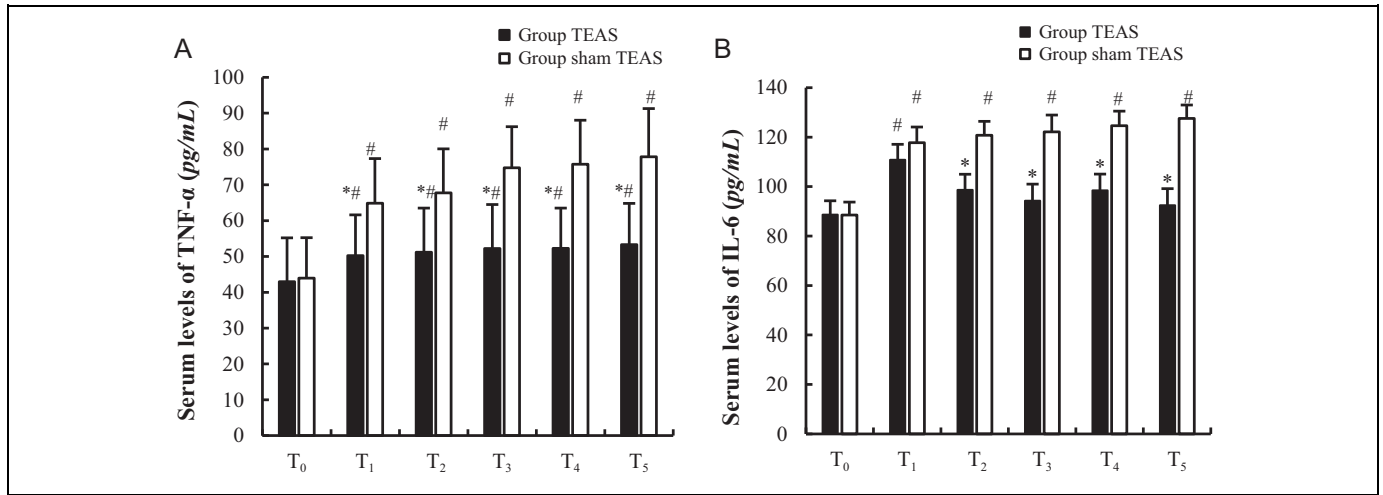 A
Group TEAS
Group sham TEAS
Serum levels of TNF-α (pg/mL)
100
90
80
70
60
50
40
30
20
10
0
#
#
#
#
#
*#
*#
*#
*#
*#
T₀ T₁ T₂ T₃ T₄ T₅
B
Group TEAS
Group sham TEAS
Serum levels of IL-6 (pg/mL)
140
120
100
80
60
40
20
0
# # # # # #
* * * *
T₀ T₁ T₂ T₃ T₄ T₅